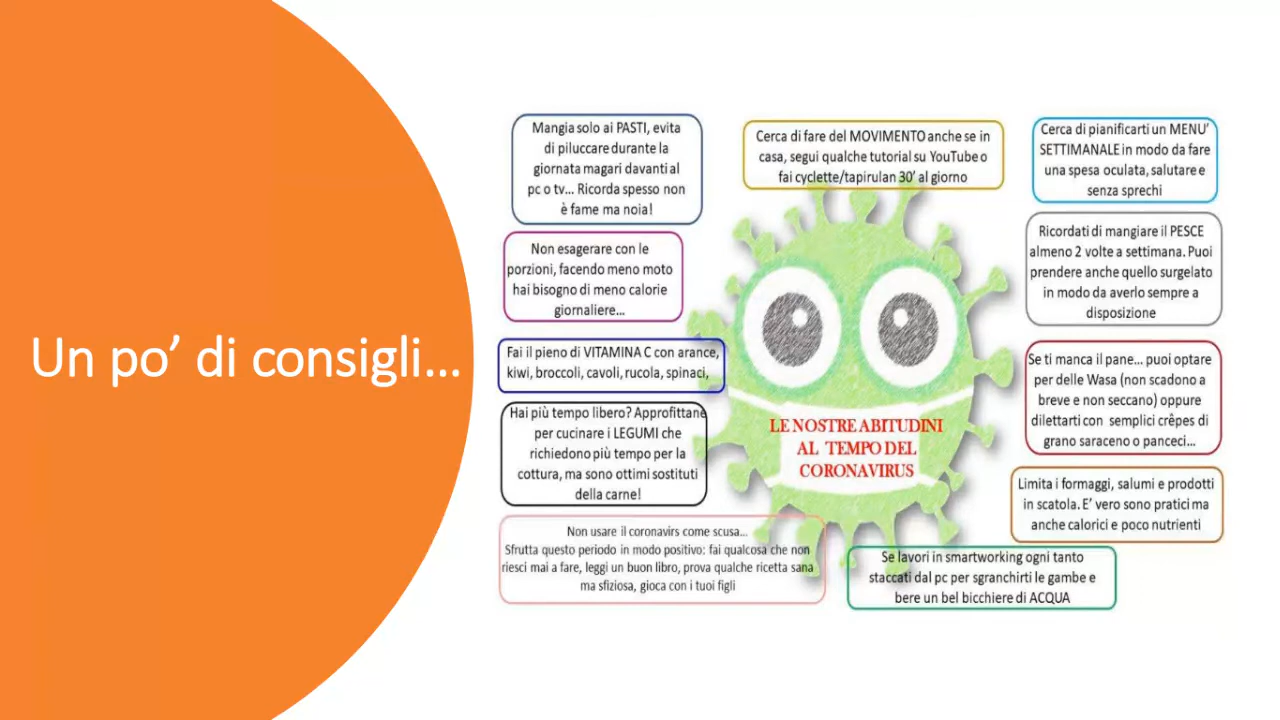 Un po’ di consigli...
Mangia solo ai PASTI, evita
di piluccare durante la
giornata magari davanti al
pc o tv... Ricorda spesso non
è fame ma noia!
Non esagerare con le
porzioni, facendo meno moto
hai bisogno di meno calorie
giornaliere...
Fai il pieno di VITAMINA C con arance,
kiwi, broccoli, cavoli, rucola, spinaci,
Hai più tempo libero? Approfittane
per cucinare i LEGUMI che
richiedono più tempo per la
cottura, ma sono ottimi sostituti
della carne!
Non usare il coronavirs come scusa...
Sfrutta questo periodo in modo positivo: fai qualcosa che non
riesci mai a fare, leggi un buon libro, prova qualche ricetta sana
ma sfiziosa, gioca con i tuoi figli
Cerca di fare del MOVIMENTO anche se in
casa, segui qualche tutorial su YouTube o
fai cyclette/tapirulan 30’ al giorno
LE NOSTRE ABITUDINI
AL TEMPO DEL
CORONAVIRUS
Se lavori in smartworking ogni tanto
staccati dal pc per sgranchirti le gambe e
bere un bel bicchiere di ACQUA
Cerca di pianificarti un MENU’
SETTIMANALE in modo da fare
una spesa oculata, salutare e
senza sprechi
Ricordati di mangiare il PESCE
almeno 2 volte a settimana. Puoi
prendere anche quello surgelato
in modo da averlo sempre a
disposizione
Se ti manca il pane... puoi optare
per delle Wasa (non scadono a
breve e non seccano) oppure
dilettarti con semplici crêpes di
grano saraceno o panceci...
Limita i formaggi, salumi e prodotti
in scatola. E’ vero sono pratici ma
anche calorici e poco nutrienti